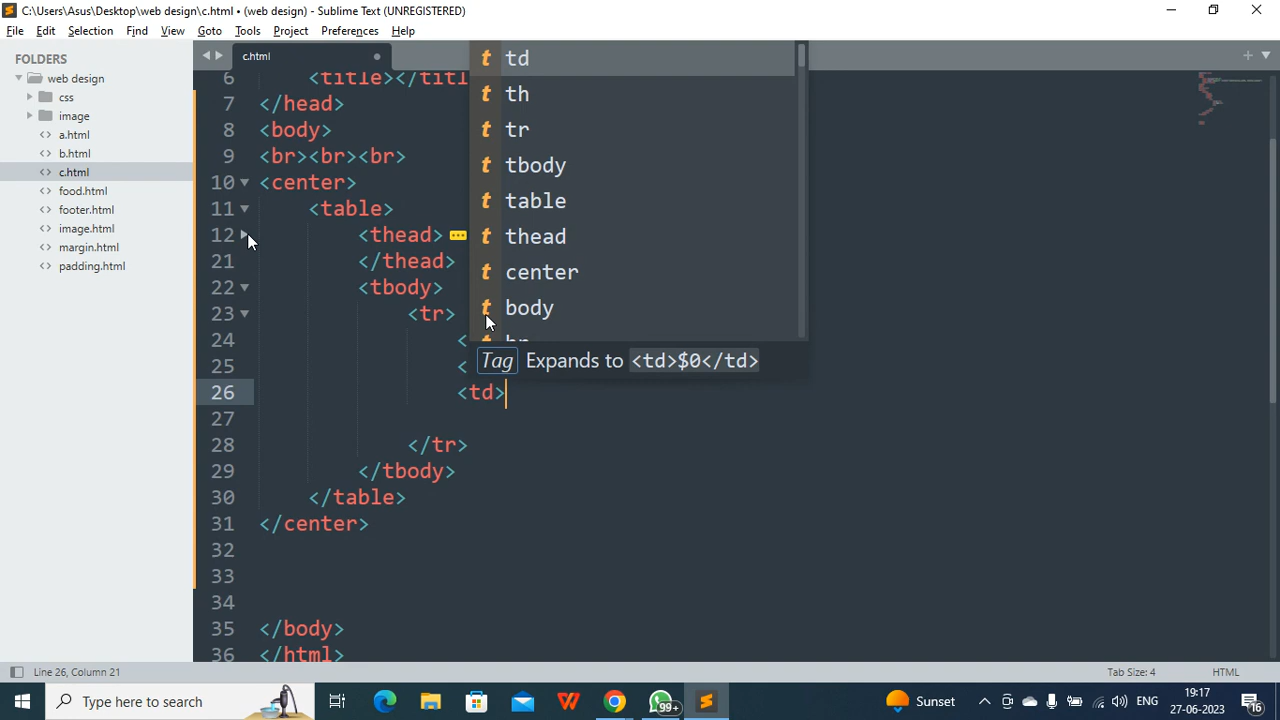 C:\Users\Asus\Desktop\web design\c.html • (web design) - Sublime Text (UNREGISTERED)
File Edit Selection Find View Goto Tools Project Preferences Help
FOLDERS
web design
css
image
a.html
b.html
c.html
food.html
footer.html
image.html
margin.html
padding.html
c.html
6 <title></titl
7 </head>
8 <body>
9 <br><br><br>
10 <center>
11 <table>
12 <thead>
21 </thead>
22 <tbody>
23 <tr>
24 <
25 <
26 <td>
27
28 </tr>
29 </tbody>
30 </table>
31 </center>
32
33
34
35 </body>
36 </html>
t td
t th
t tr
t tbody
t table
t thead
t center
t body
Tag Expands to <td>$0</td>
Line 26, Column 21
Tab Size: 4
HTML
Type here to search
99+
Sunset
ENG
19:17
27-06-2023
16